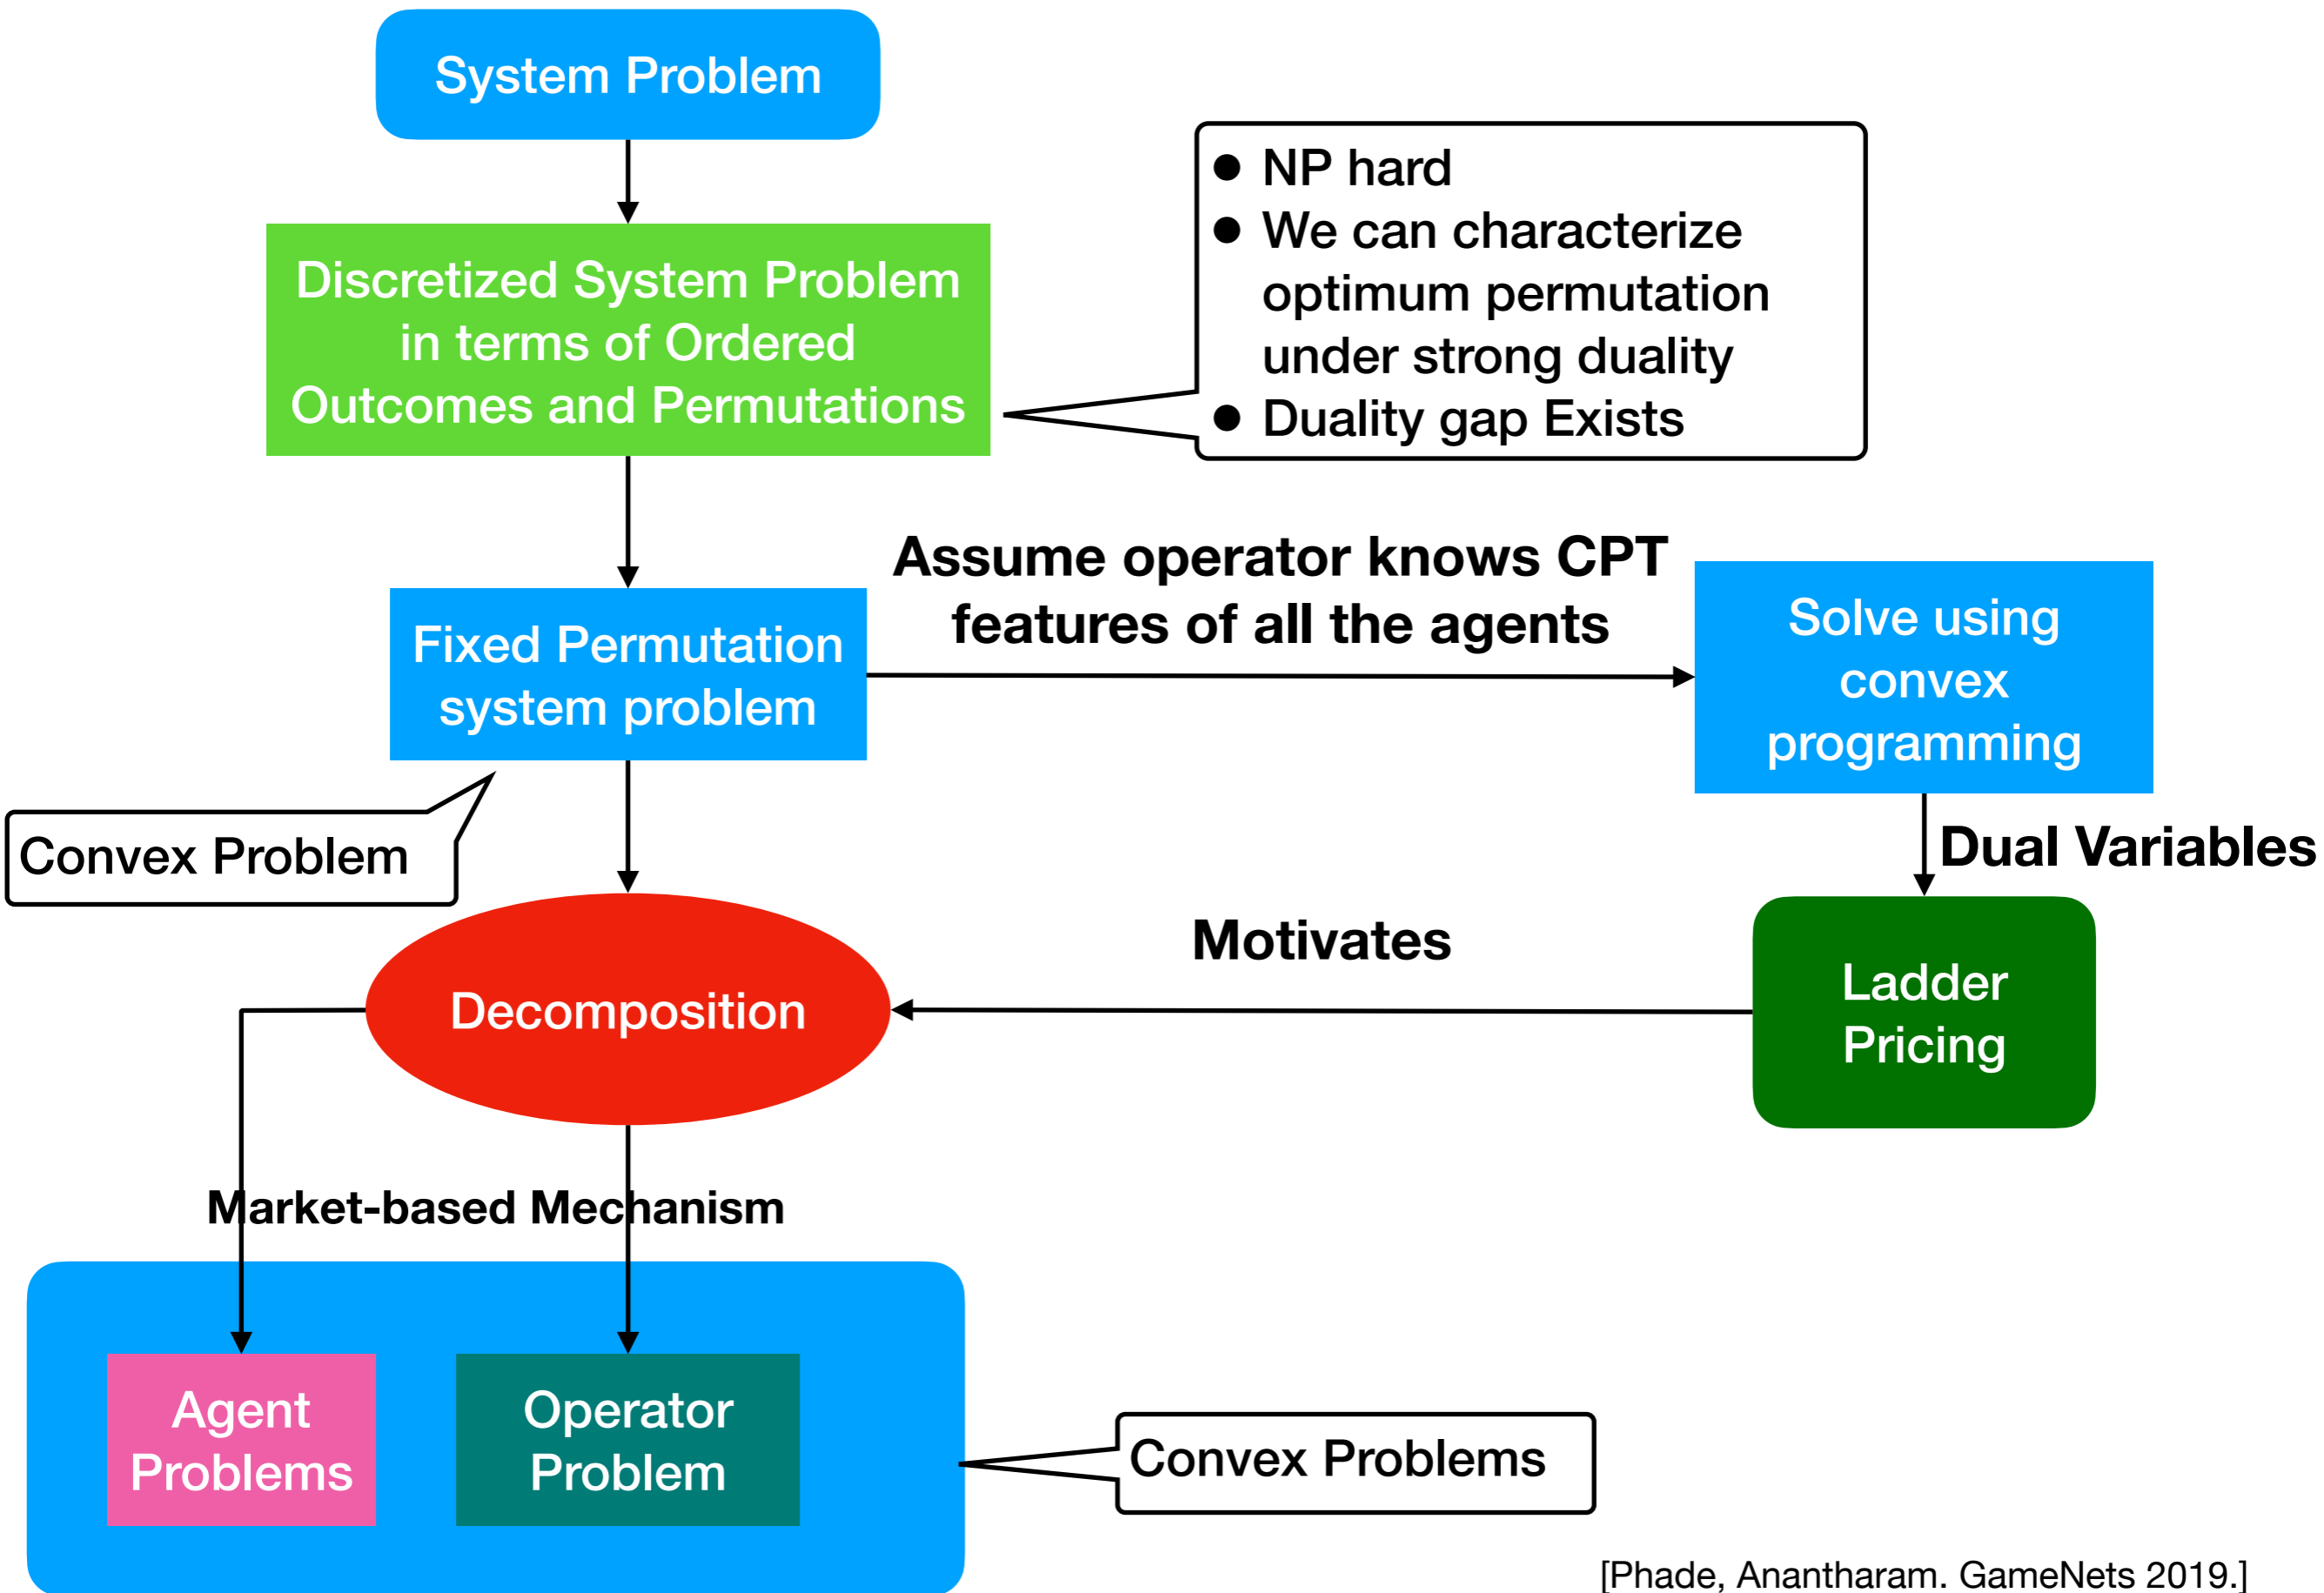 System Problem
● NP hard
● We can characterize
optimum permutation
under strong duality
● Duality gap Exists
Discretized System Problem
in terms of Ordered
Outcomes and Permutations
Assume operator knows CPT
features of all the agents
Fixed Permutation
system problem
Solve using
convex
programming
Convex Problem
Dual Variables
Motivates
Ladder
Pricing
Decomposition
Market-based Mechanism
Agent
Problems
Operator
Problem
Convex Problems
[Phade, Anantharam. GameNets 2019.]